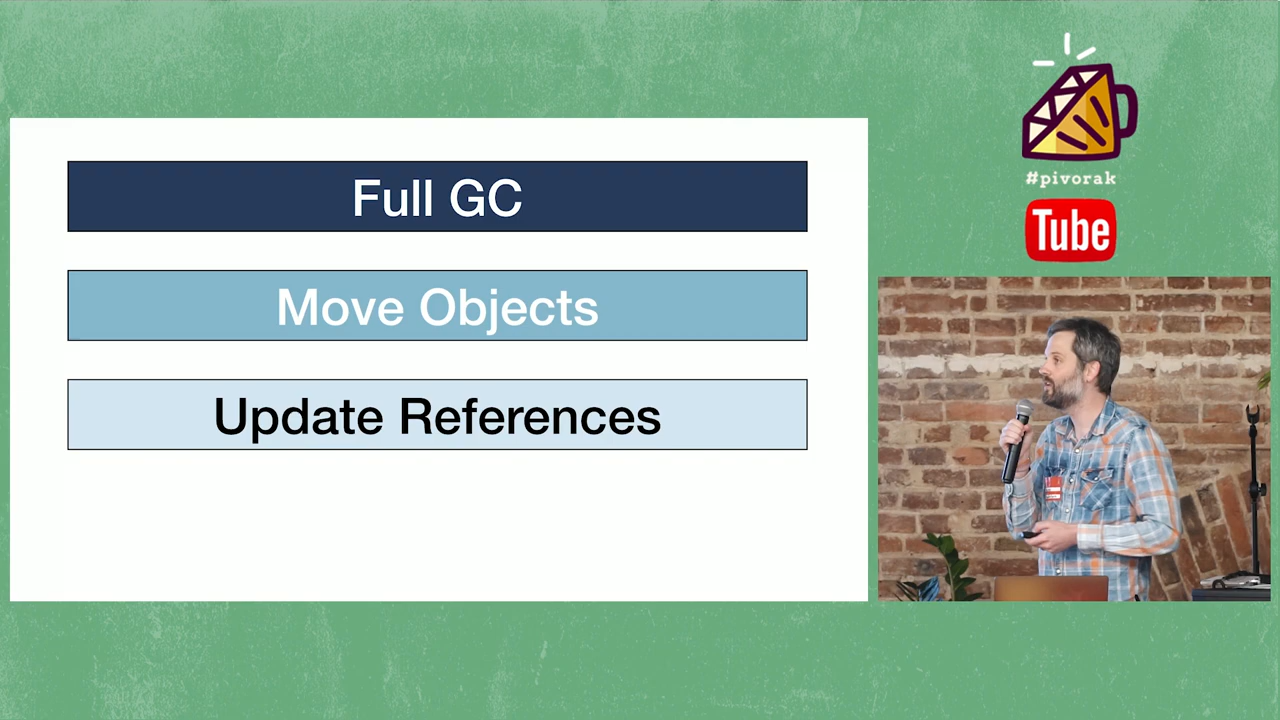 Full GC
Move Objects
Update References
#pivorak
Tube